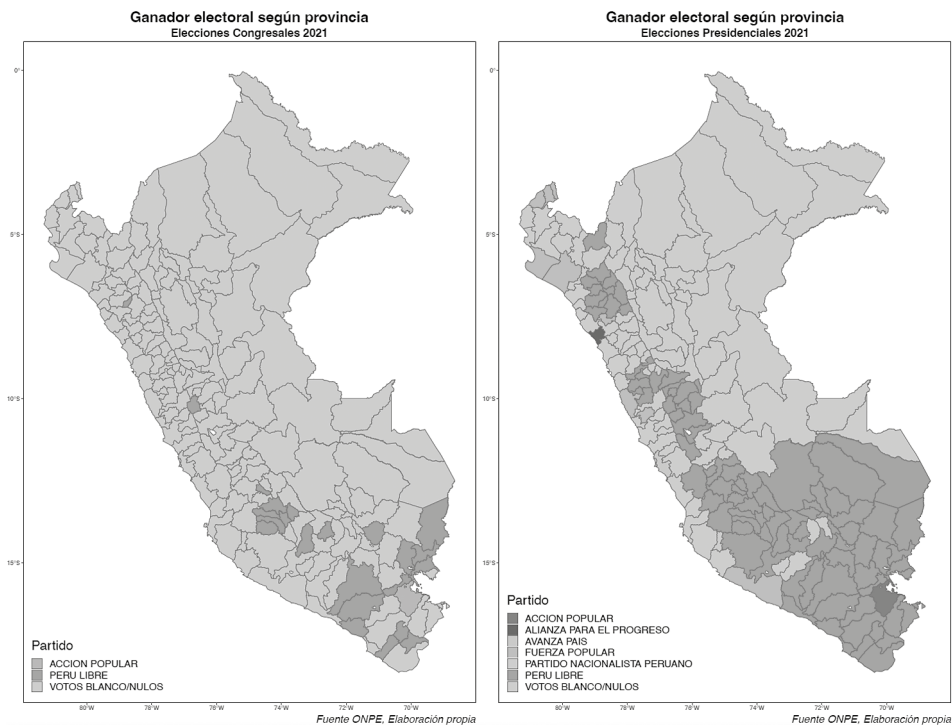 Ganador electoral según provincia
Elecciones Congresales 2021
0°
5°S
10°S
15°S
80°W
78°W
76°W
74°W
72°W
70°W
Partido
ACCION POPULAR
PERU LIBRE
VOTOS BLANCO/NULOS
Fuente ONPE, Elaboración propia
Ganador electoral según provincia
Elecciones Presidenciales 2021
0°
5°S
10°S
15°S
80°W
78°W
76°W
74°W
72°W
70°W
Partido
ACCION POPULAR
ALIANZA PARA EL PROGRESO
AVANZA PAIS
FUERZA POPULAR
PARTIDO NACIONALISTA PERUANO
PERU LIBRE
VOTOS BLANCO/NULOS
Fuente ONPE, Elaboración propia